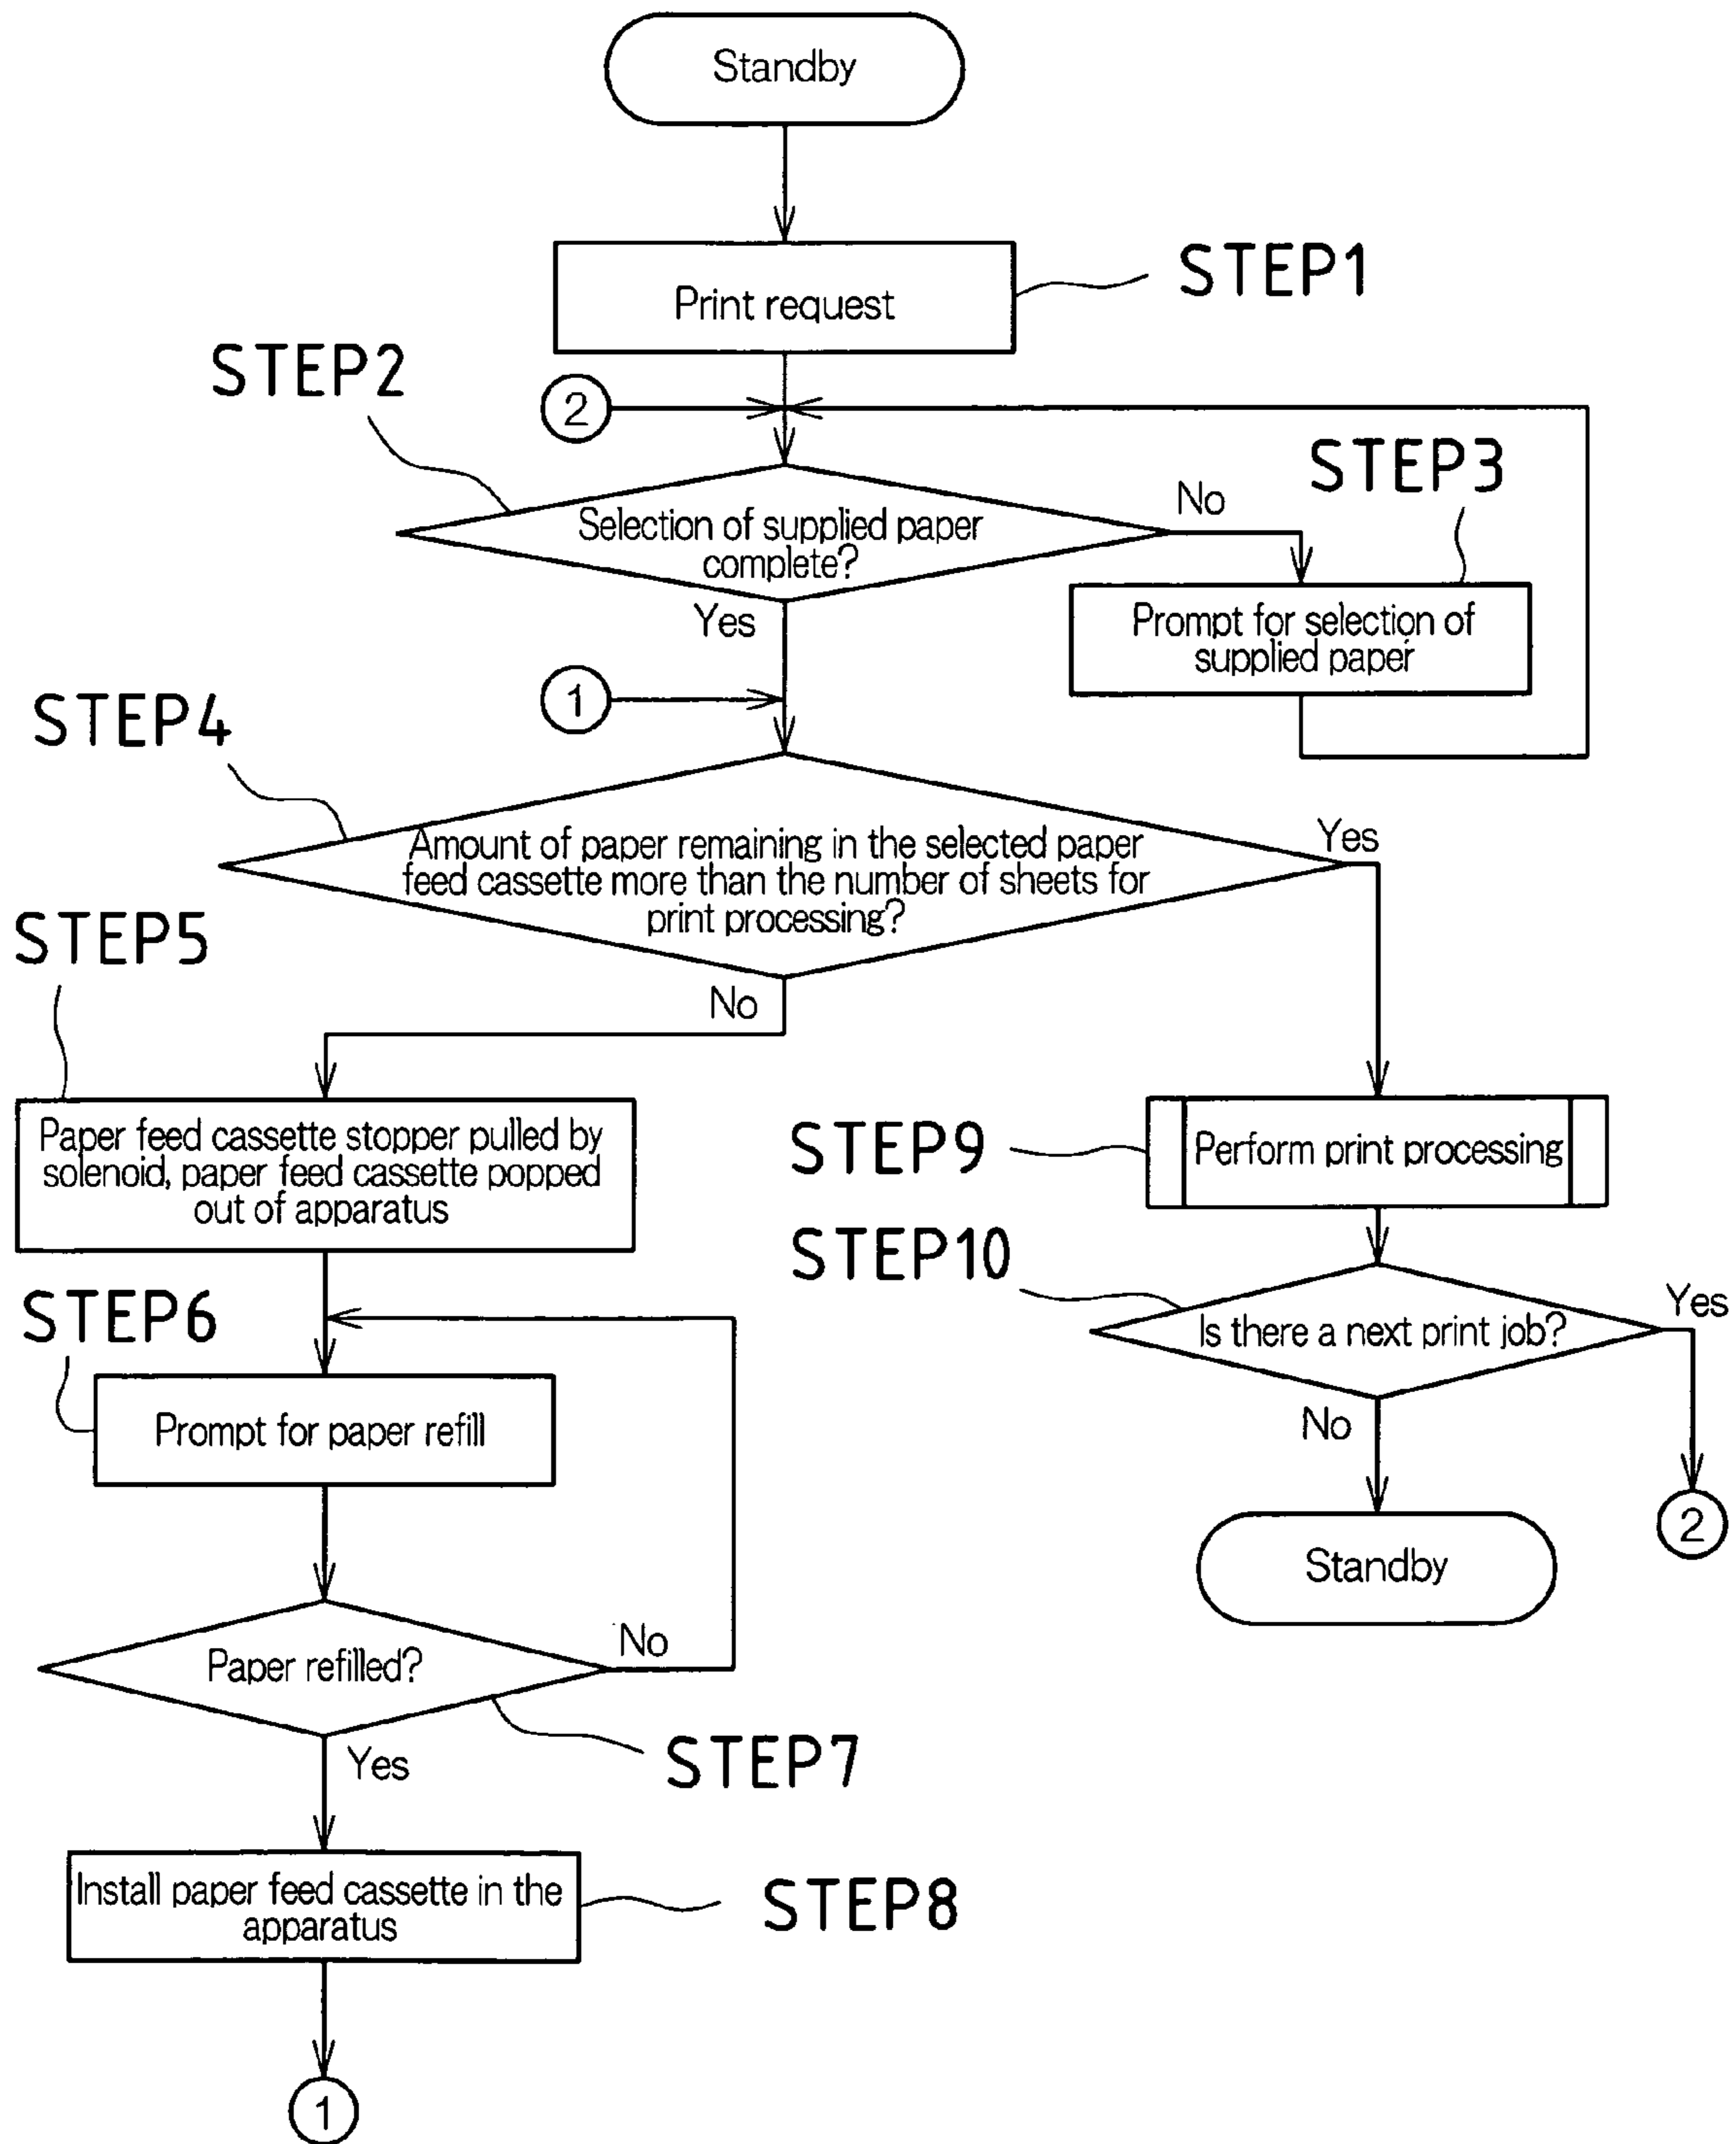 Standby
Print request
STEP1
STEP2
2
Selection of supplied paper
complete?
No
STEP3
Prompt for selection of
supplied paper
Yes
1
STEP4
Amount of paper remaining in the selected paper
feed cassette more than the number of sheets for
print processing?
Yes
No
STEP5
Paper feed cassette stopper pulled by
solenoid, paper feed cassette popped
out of apparatus
STEP9
Perform print processing
STEP10
Is there a next print job?
Yes
No
2
Standby
STEP6
Prompt for paper refill
Paper refilled?
No
STEP7
Yes
Install paper feed cassette in the
apparatus
STEP8
1